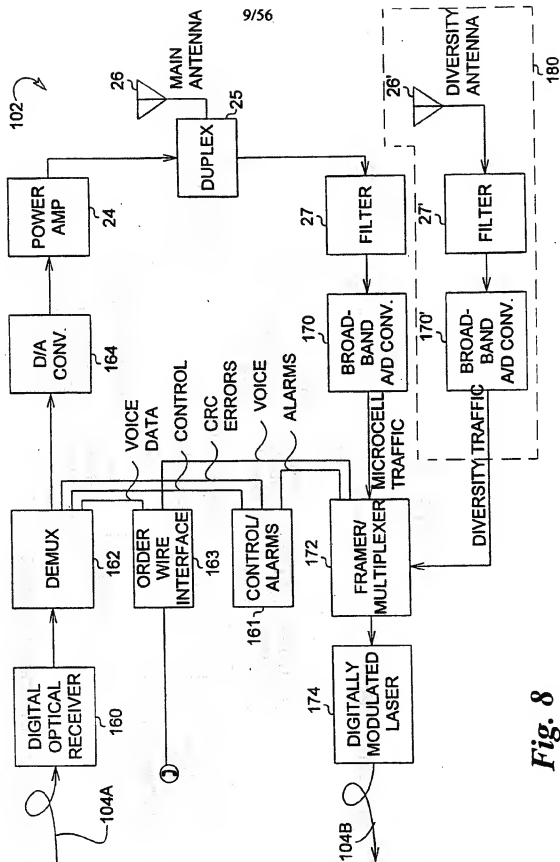 9/56
102
DIGITAL
OPTICAL
RECEIVER
160
104A
DEMUX
162
D/A
CONV.
164
POWER
AMP
24
DUPLEX
25
26
MAIN
ANTENNA
VOICE
DATA
CONTROL
CRC
ERRORS
VOICE
ALARMS
ORDER
WIRE
INTERFACE
163
CONTROL/
ALARMS
161
FILTER
27
BROAD-
BAND
A/D CONV.
170
MICROCELL
TRAFFIC
FRAMER/
MULTIPLEXER
172
DIGITALLY
MODULATED
LASER
174
104B
DIVERSITY
ANTENNA
26'
FILTER
27'
BROAD-
BAND
A/D CONV.
170'
DIVERSITY TRAFFIC
180
Fig. 8